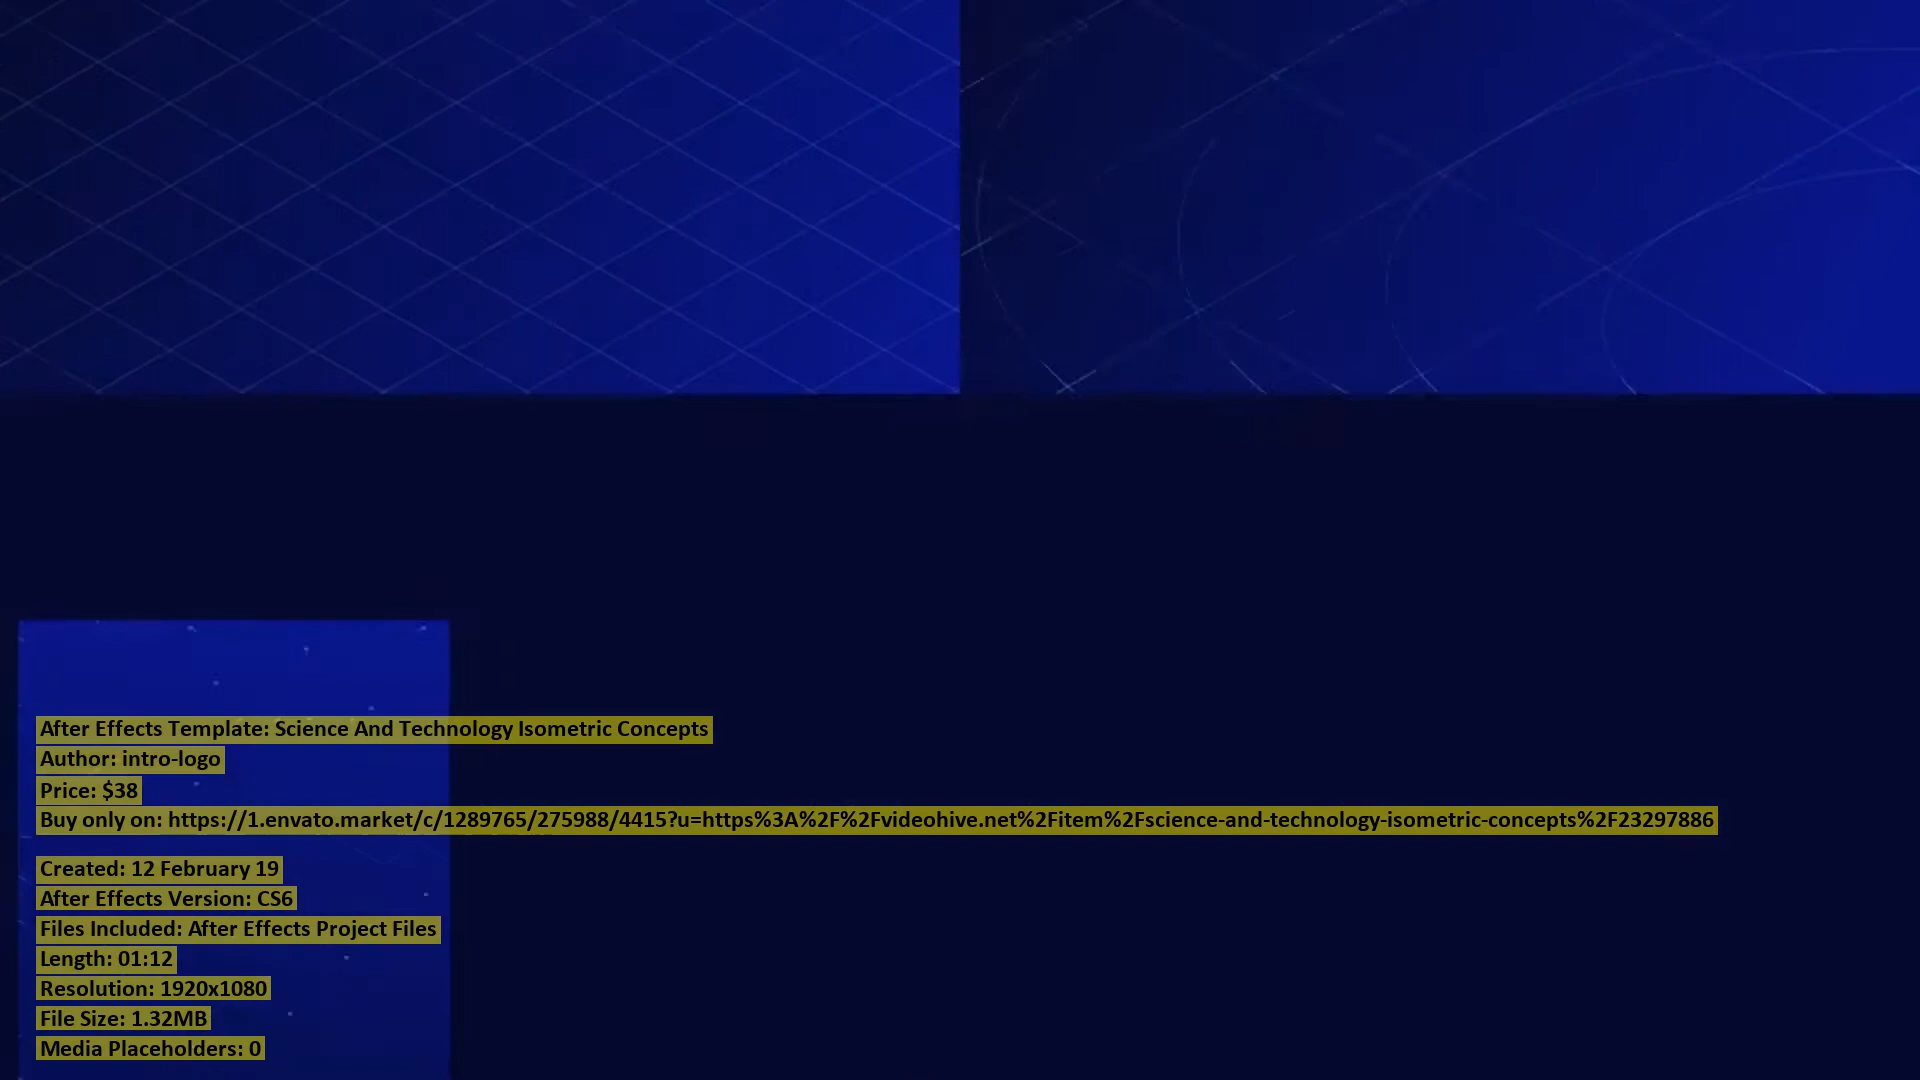 After Effects Template: Science And Technology Isometric Concepts
Author: intro-logo
Price: $38
Buy only on: https://1.envato.market/c/1289765/275988/4415?u=https%3A%2F%2Fvideohive.net%2Fitem%2Fscience-and-technology-isometric-concepts%2F23297886
Created: 12 February 19
After Effects Version: CS6
Files Included: After Effects Project Files
Length: 01:12
Resolution: 1920x1080
File Size: 1.32MB
Media Placeholders: 0